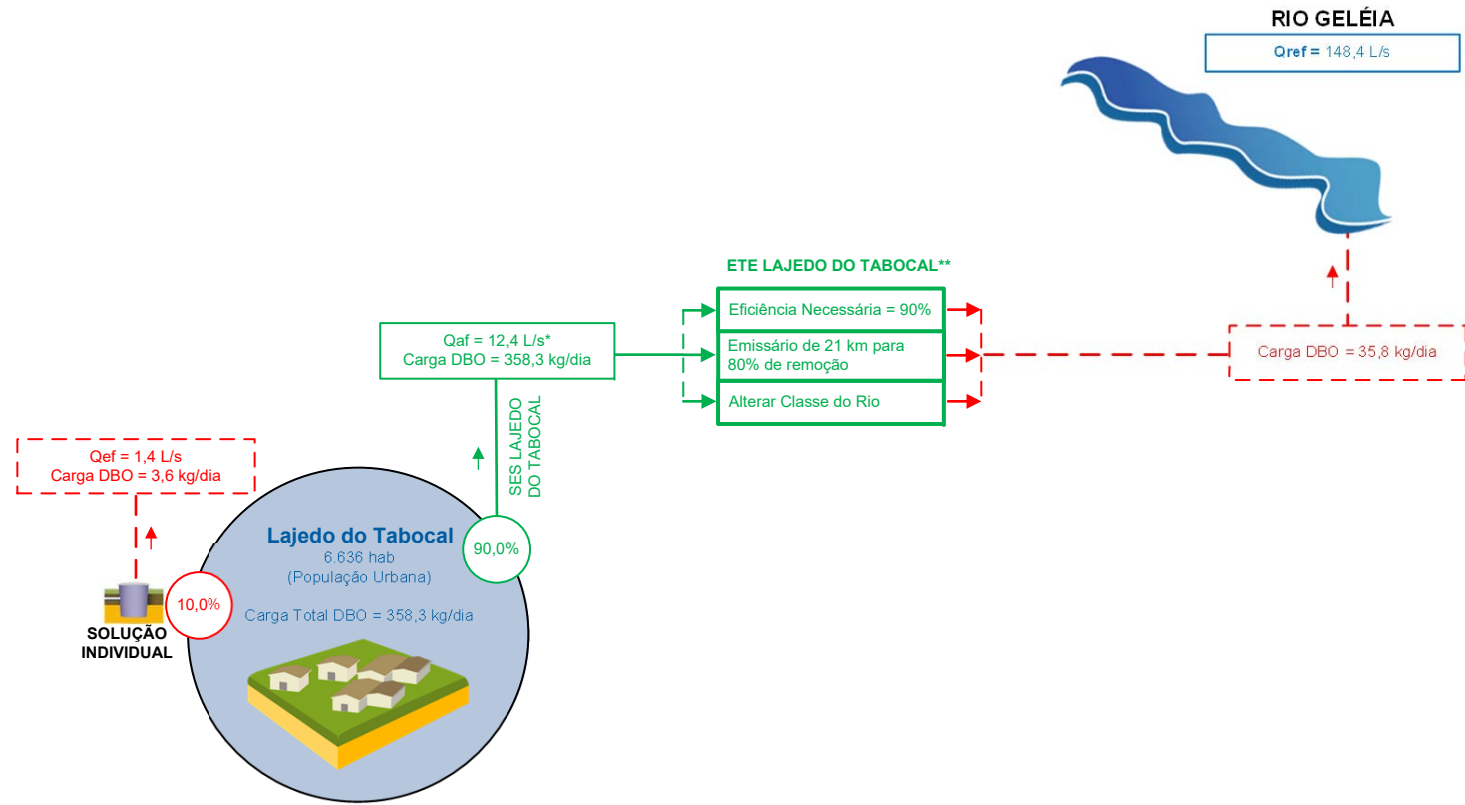 RIO GELÉIA
Qref = 148,4 L/s
ETE LAJEDO DO TABOCAL**
Eficiência Necessária = 90%
Emissário de 21 km para
80% de remoção
Alterar Classe do Rio
Qaf = 12,4 L/s*
Carga DBO = 358,3 kg/dia
Carga DBO = 35,8 kg/dia
SES LAJEDO
DO TABOCAL
Qef = 1,4 L/s
Carga DBO = 3,6 kg/dia
Lajedo do Tabocal
6.636 hab
(População Urbana)
Carga Total DBO = 358,3 kg/dia
90,0%
10,0%
SOLUÇÃO
INDIVIDUAL